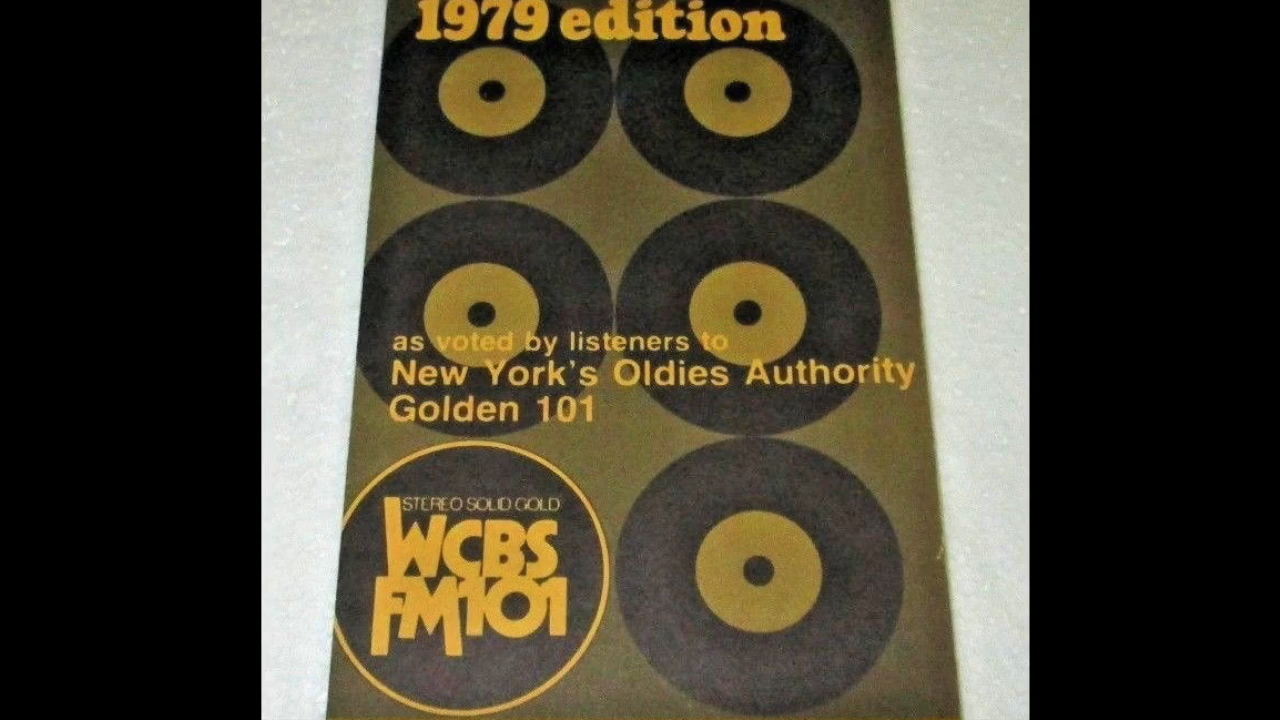 1979 edition
as voted by listeners to
New York's Oldies Authority
Golden 101
STEREO SOLID GOLD
WCBS
FM101